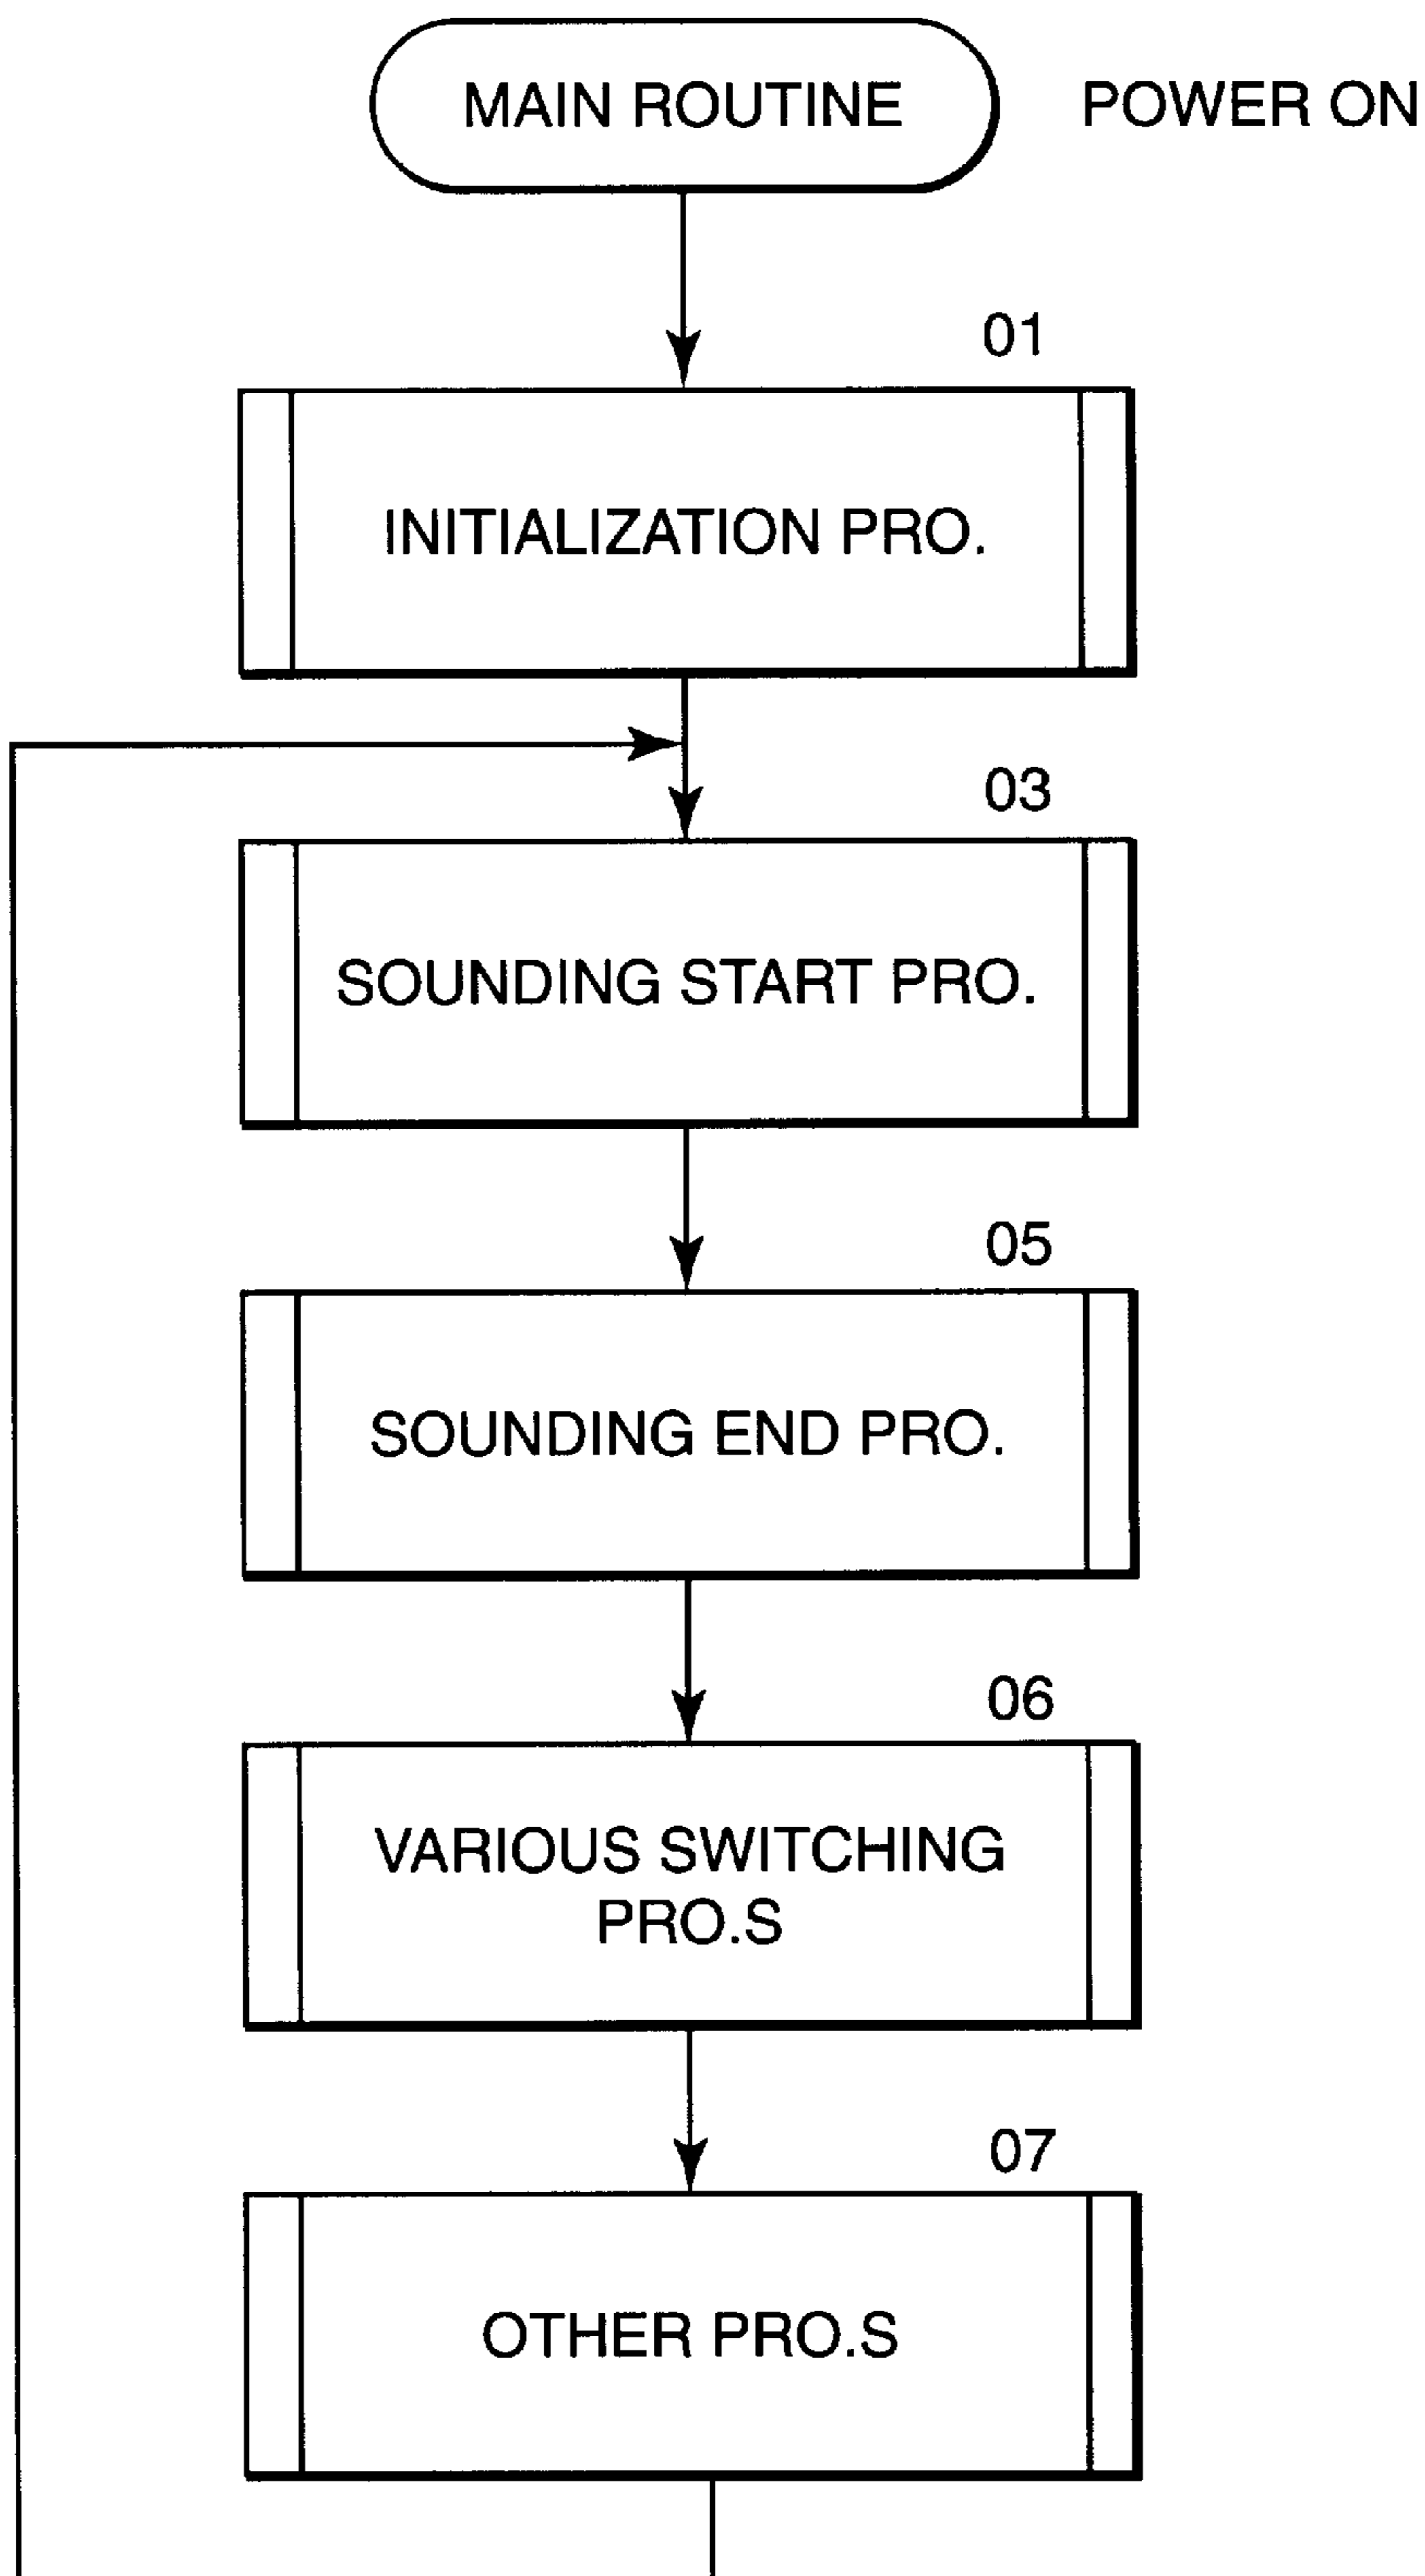 MAIN ROUTINE POWER ON
01
INITIALIZATION PRO.
03
SOUNDING START PRO.
05
SOUNDING END PRO.
06
VARIOUS SWITCHING
PRO.S
07
OTHER PRO.S